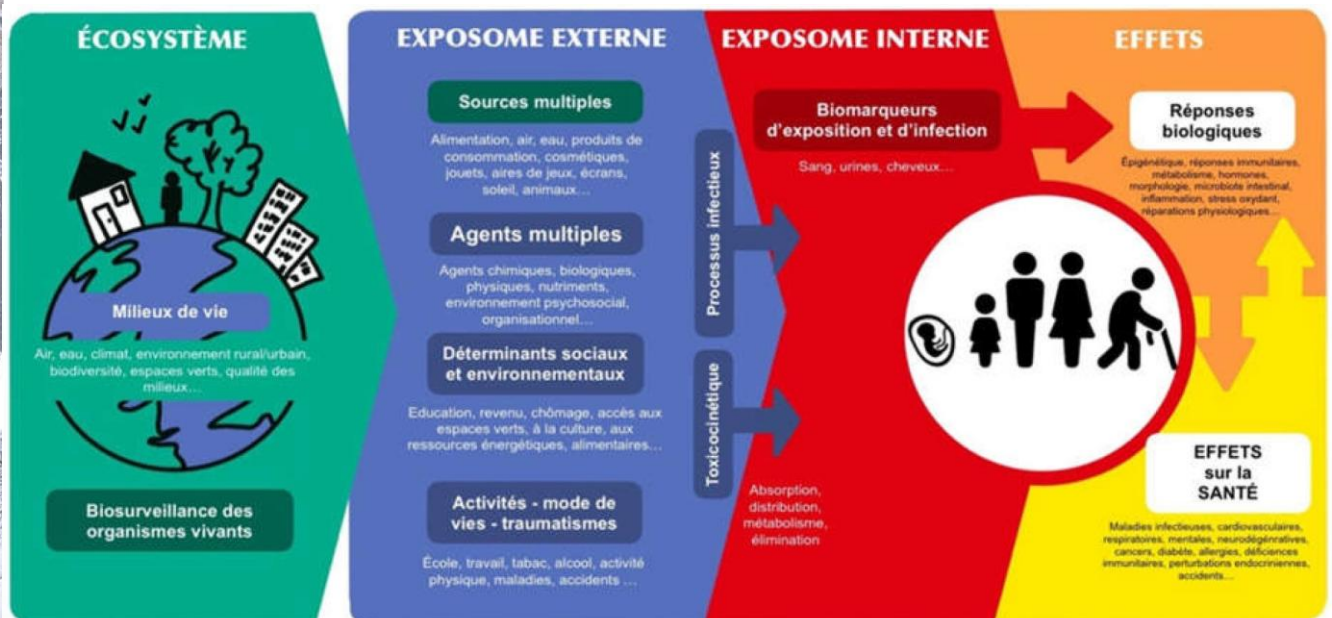 ÉCOSYSTÈME
Milieux de vie
Air, eau, climat, environnement rural/urbain,
biodiversité, espaces verts, qualité des
milieux…
Biosurveillance des
organismes vivants
EXPOSOME EXTERNE
Sources multiples
Alimentation, air, eau, produits de
consommation, cosmétiques,
jouets, aires de jeux, écrans,
soleil, animaux…
Agents multiples
Agents chimiques, biologiques,
physiques, nutriments,
environnement psychosocial,
organisationnel…
Déterminants sociaux
et environnementaux
Education, revenu, chômage, accès aux
espaces verts, à la culture, aux
ressources énergétiques, alimentaires…
Activités - mode de
vies - traumatismes
École, travail, tabac, alcool, activité
physique, maladies, accidents …
Processus infectieux
Toxicocinétique
EXPOSOME INTERNE
Biomarqueurs
d'exposition et d'infection
Sang, urines, cheveux…
Absorption,
distribution,
métabolisme,
élimination
EFFETS
Réponses
biologiques
Épigénétique, réponses immunitaires,
métabolisme, hormones,
morphologie, microbiote intestinal,
inflammation, stress oxydant,
réparations physiologiques…
EFFETS
sur la
SANTÉ
Maladies infectieuses, cardiovasculaires,
respiratoires, mentales, neurodégénratives,
cancers, diabète, allergies, déficiences
immunitaires, perturbations endocriniennes,
accidents…